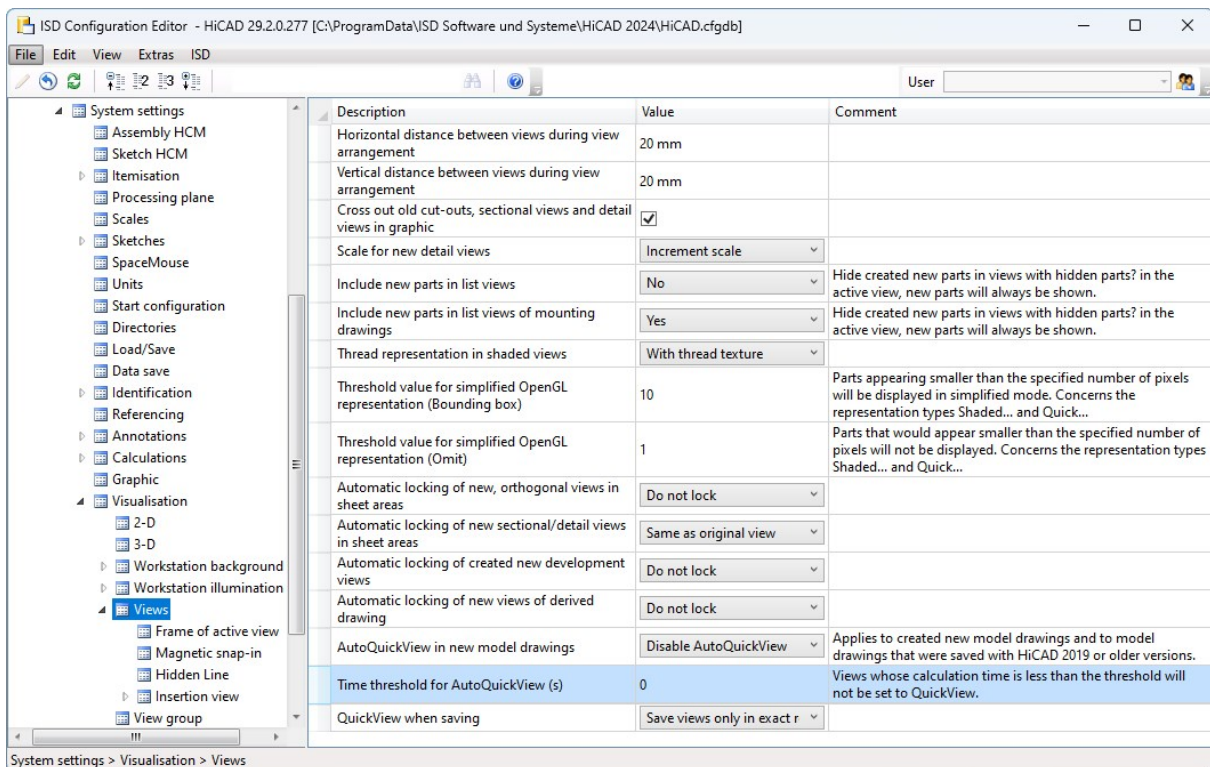 ISD Configuration Editor - HiCAD 29.2.0.277 [C:\ProgramData\ISD Software und Systeme\HiCAD 2024\HiCAD.cfgdb]
File Edit View Extras ISD
User
System settings
Assembly HCM
Sketch HCM
Itemisation
Processing plane
Scales
Sketches
SpaceMouse
Units
Start configuration
Directories
Load/Save
Data save
Identification
Referencing
Annotations
Calculations
Graphic
Visualisation
2-D
3-D
Workstation background
Workstation illumination
Views
Frame of active view
Magnetic snap-in
Hidden Line
Insertion view
View group
Description Value Comment
Horizontal distance between views during view
arrangement
20 mm
Vertical distance between views during view
arrangement
20 mm
Cross out old cut-outs, sectional views and detail
views in graphic
Scale for new detail views Increment scale
Include new parts in list views No
Hide created new parts in views with hidden parts? in the
active view, new parts will always be shown.
Include new parts in list views of mounting
drawings
Yes
Hide created new parts in views with hidden parts? in the
active view, new parts will always be shown.
Thread representation in shaded views With thread texture
Threshold value for simplified OpenGL
representation (Bounding box)
10
Parts appearing smaller than the specified number of pixels
will be displayed in simplified mode. Concerns the
representation types Shaded... and Quick...
Threshold value for simplified OpenGL
representation (Omit)
1
Parts that would appear smaller than the specified number of
pixels will not be displayed. Concerns the representation types
Shaded... and Quick...
Automatic locking of new, orthogonal views in
sheet areas
Do not lock
Automatic locking of new sectional/detail views
in sheet areas
Same as original view
Automatic locking of created new development
views
Do not lock
Automatic locking of new views of derived
drawing
Do not lock
AutoQuickView in new model drawings Disable AutoQuickView
Applies to created new model drawings and to model
drawings that were saved with HiCAD 2019 or older versions.
Time threshold for AutoQuickView (s) 0
Views whose calculation time is less than the threshold will
not be set to QuickView.
QuickView when saving Save views only in exact r
System settings > Visualisation > Views